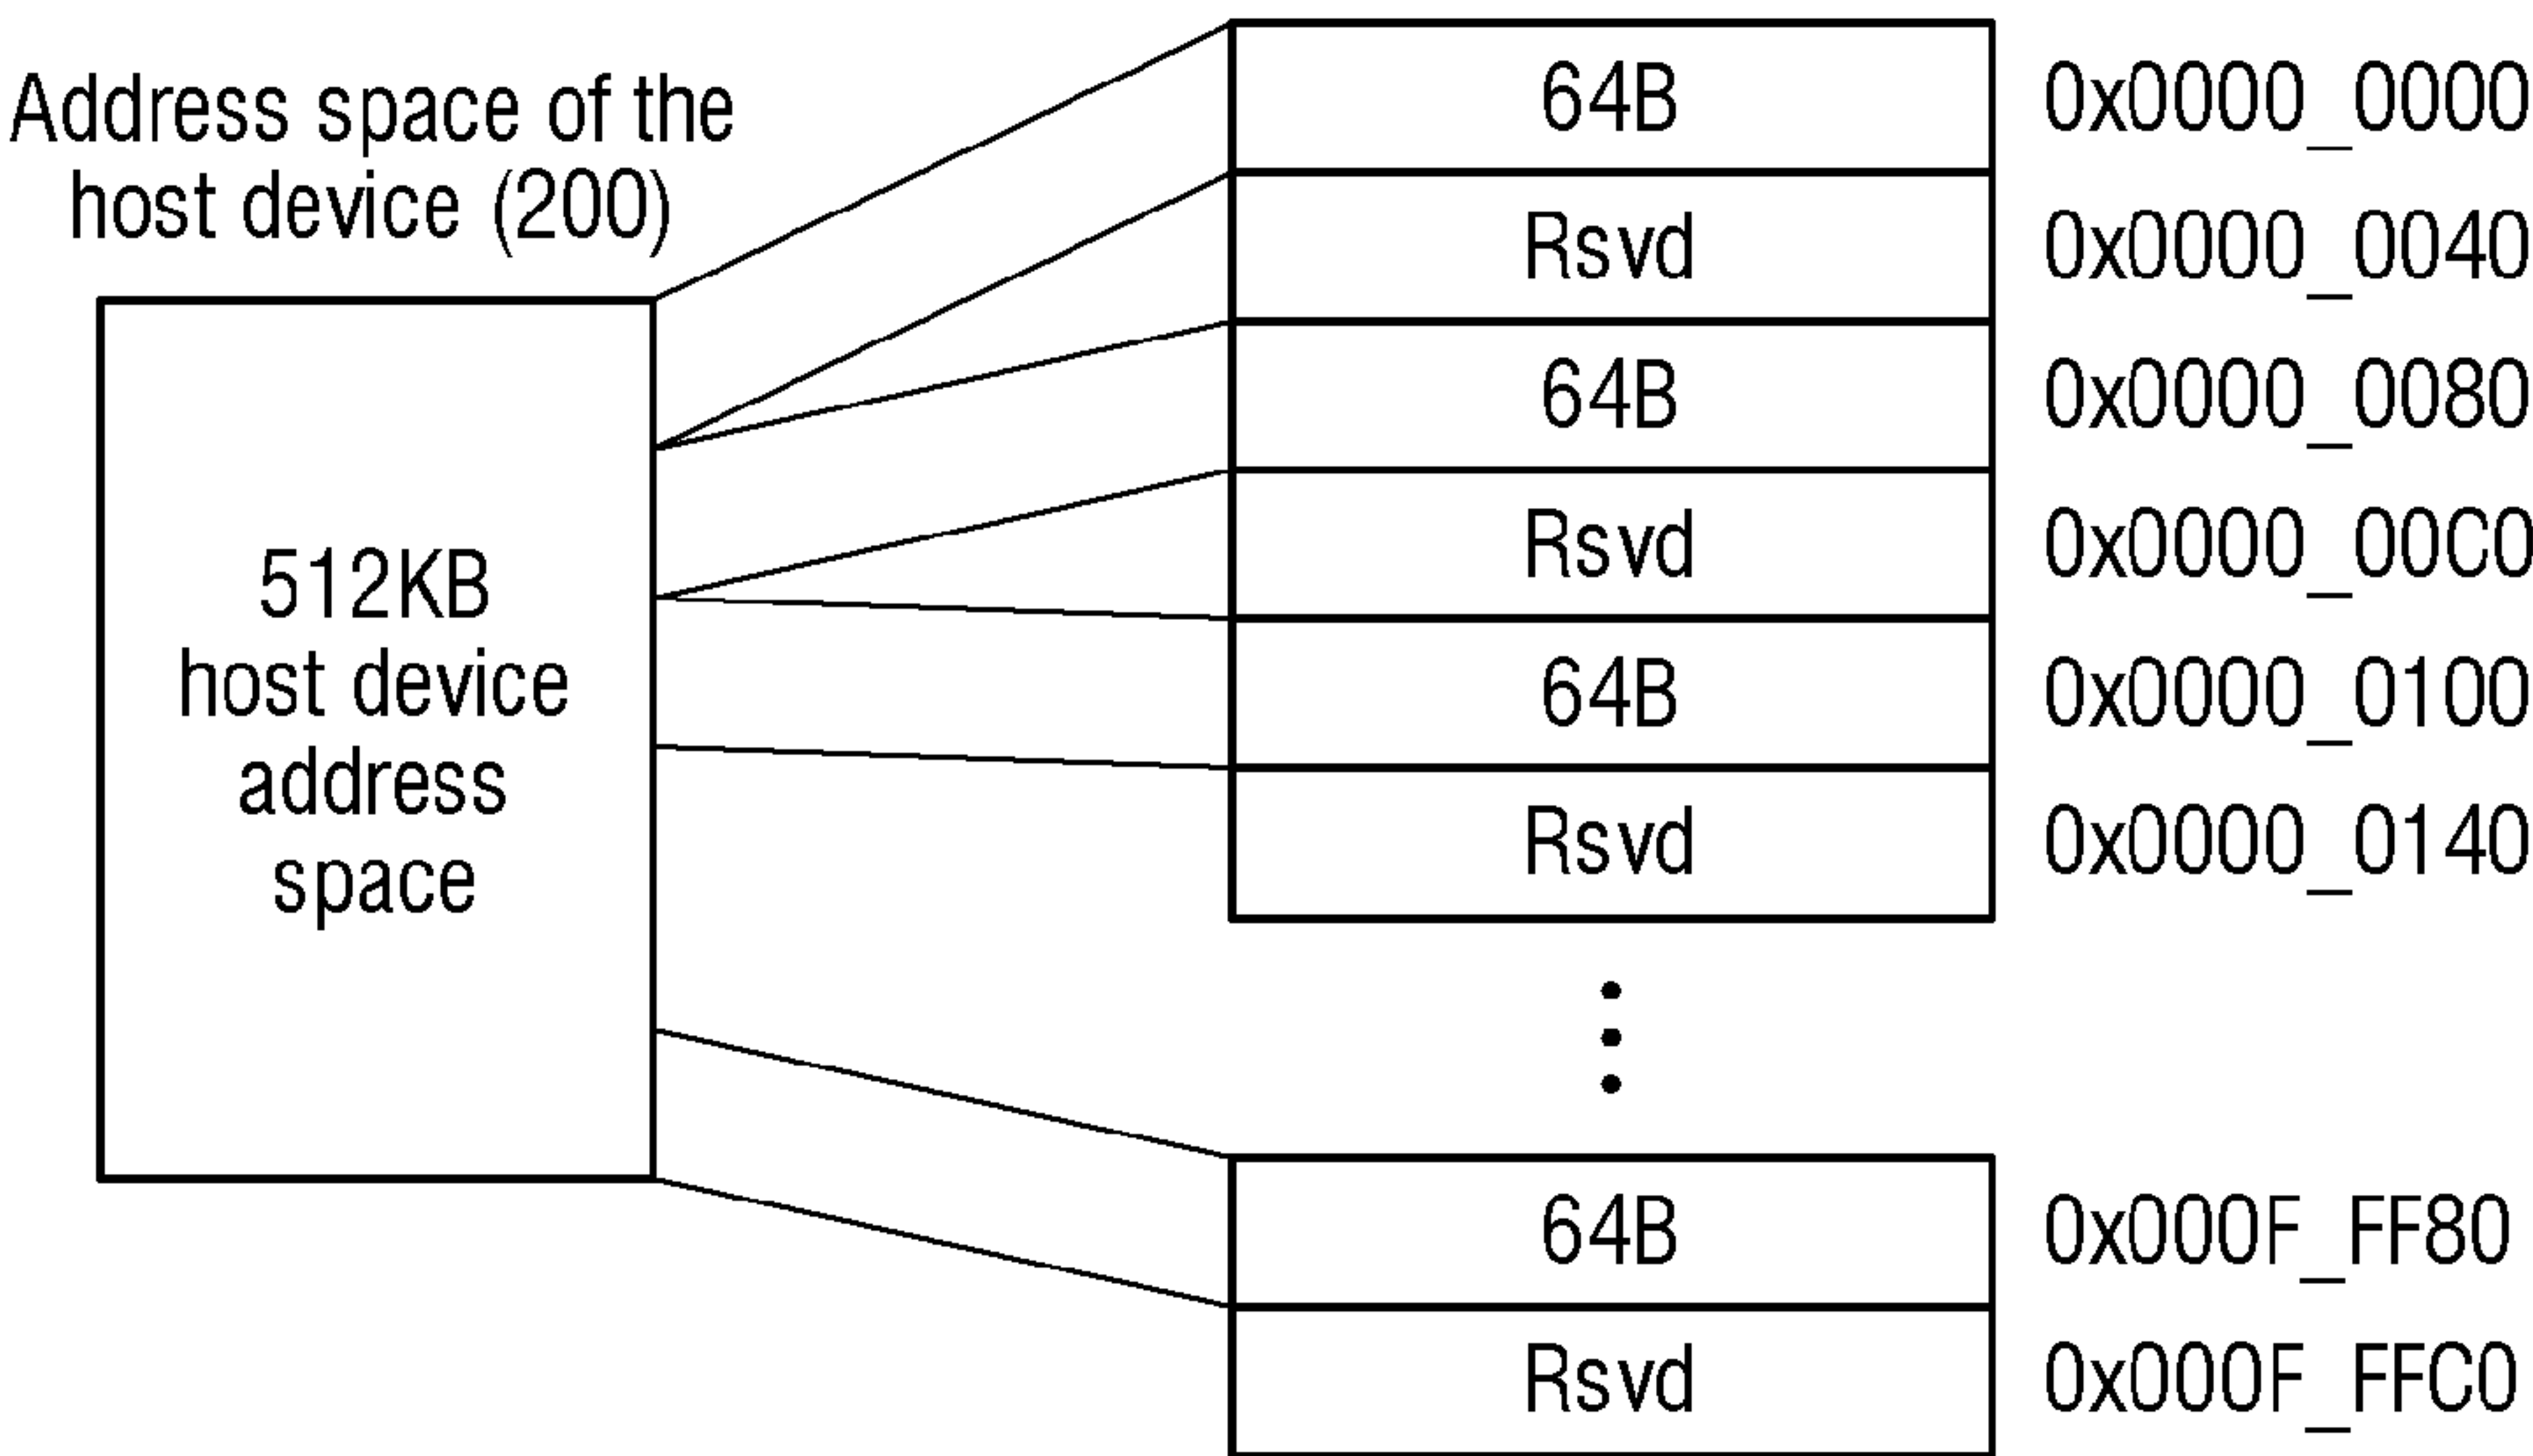 Address space of the
host device (200)
512KB
host device
address
space
64B 0x0000_0000
Rsvd 0x0000_0040
64B 0x0000_0080
Rsvd 0x0000_00C0
64B 0x0000_0100
Rsvd 0x0000_0140
64B 0x000F_FF80
Rsvd 0x000F_FFC0